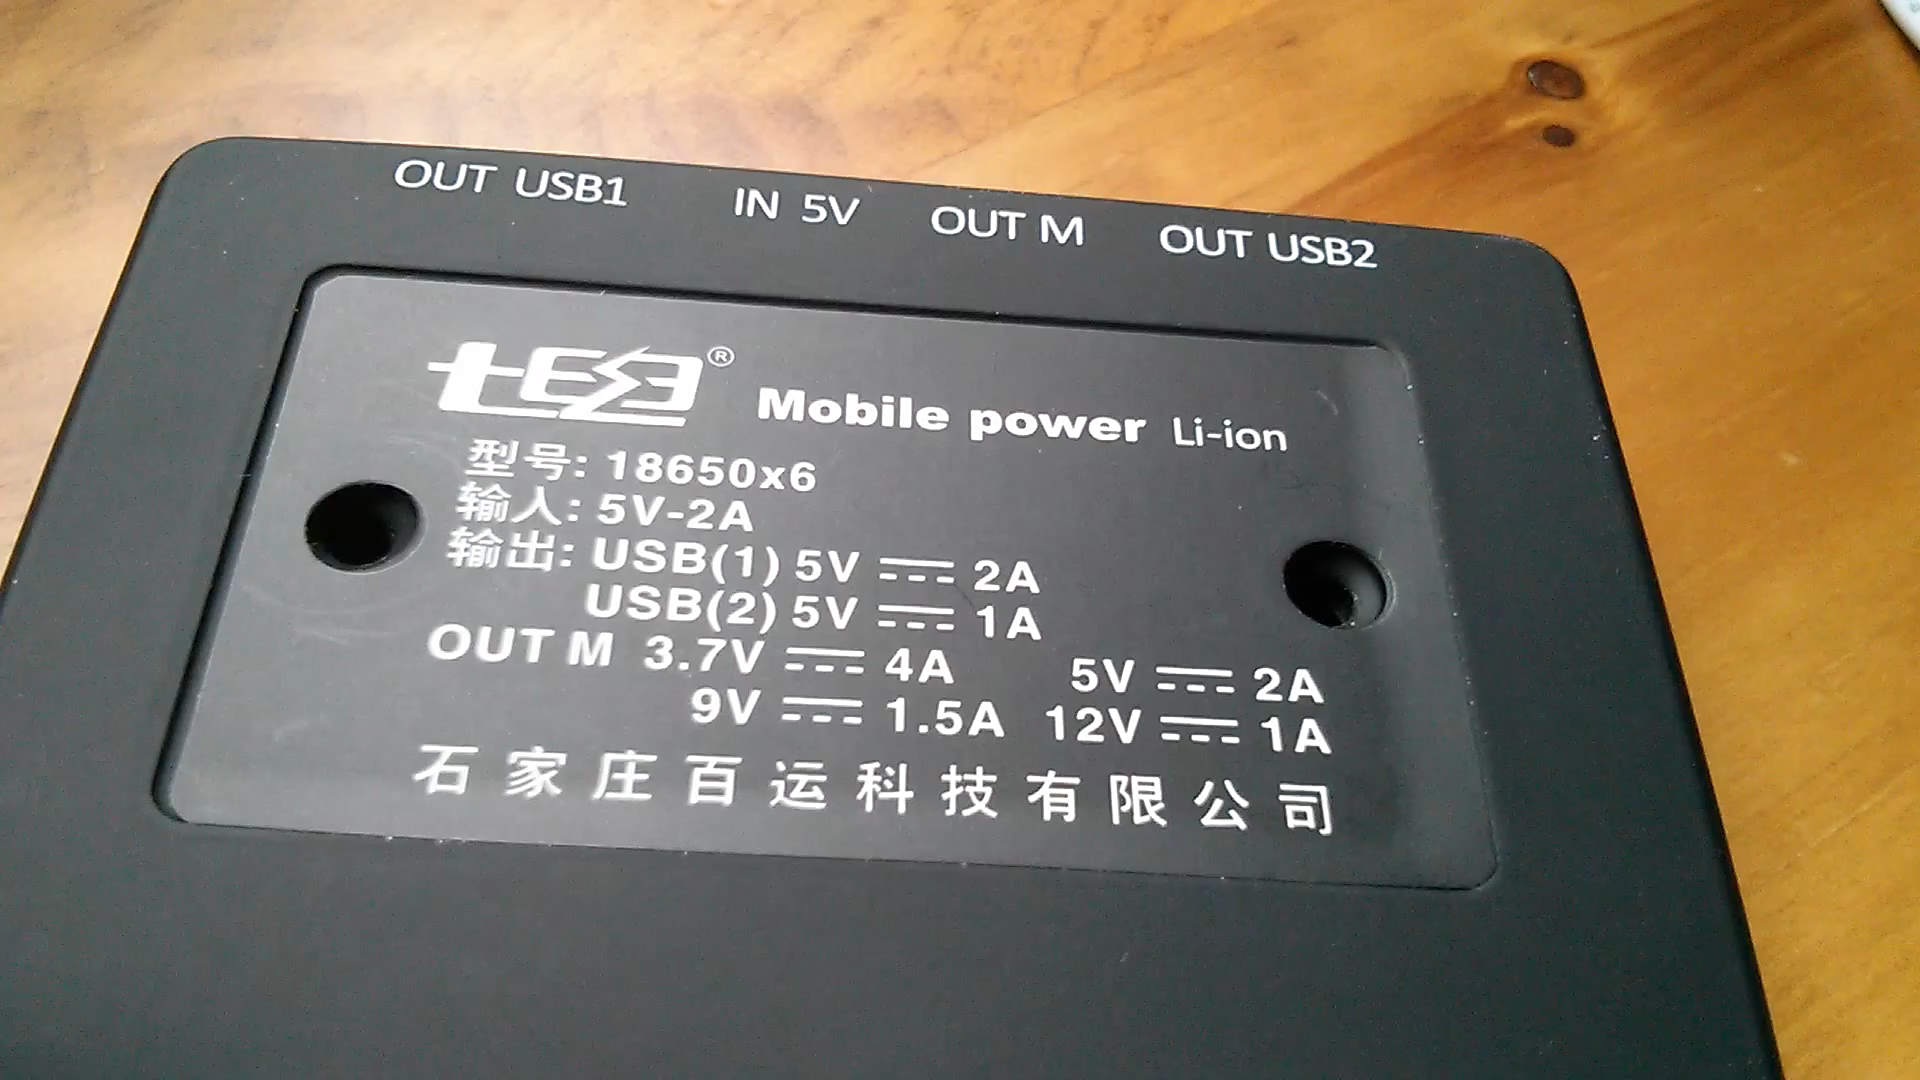 OUT USB1 IN 5V OUT M OUT USB2
® Mobile power Li-ion
型号: 18650x6
输入: 5V-2A
输出: USB(1) 5V ⎓ 2A
USB(2) 5V ⎓ 1A
OUT M 3.7V ⎓ 4A 5V ⎓ 2A
9V ⎓ 1.5A 12V ⎓ 1A
石家庄百运科技有限公司